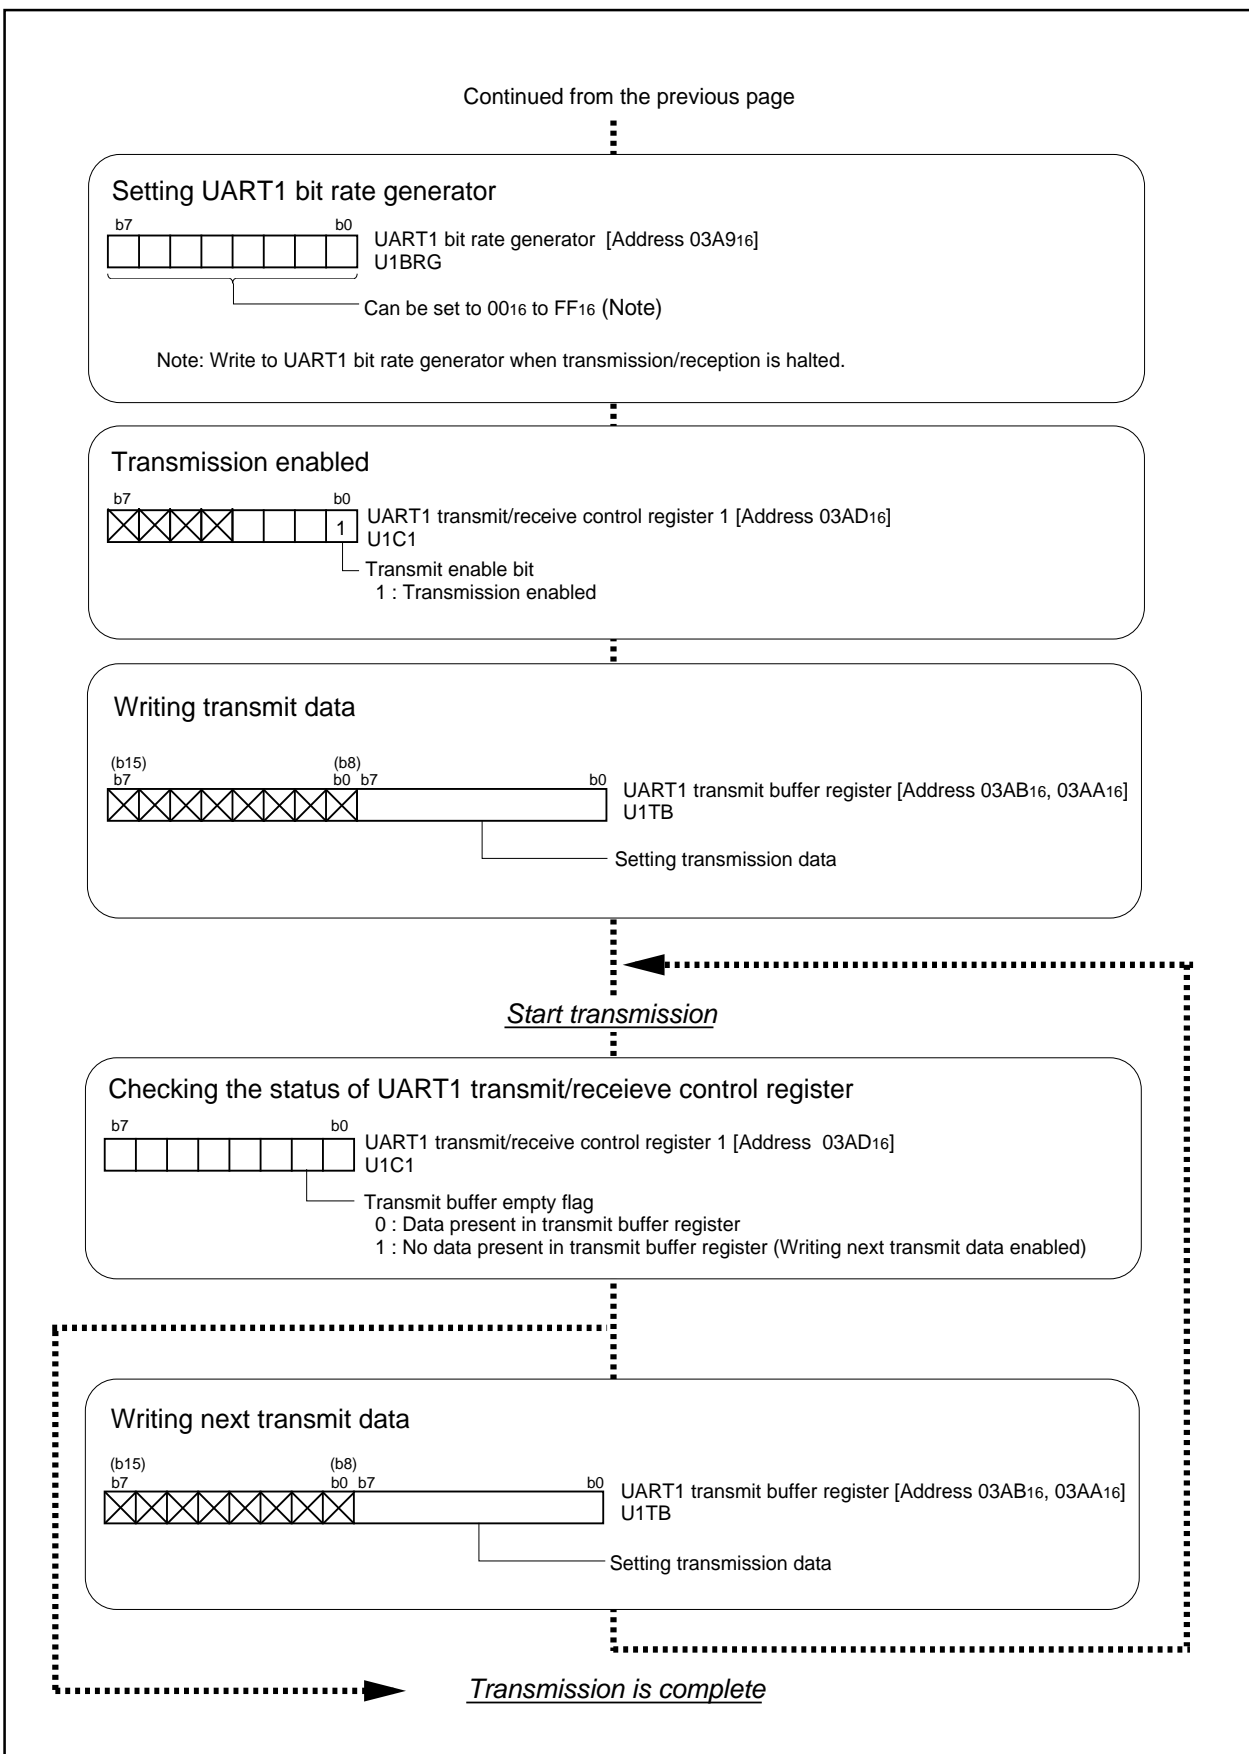 Continued from the previous page
Setting UART1 bit rate generator
b7 b0
UART1 bit rate generator [Address 03A916]
U1BRG
Can be set to 0016 to FF16 (Note)
Note: Write to UART1 bit rate generator when transmission/reception is halted.
Transmission enabled
b7 b0
1
UART1 transmit/receive control register 1 [Address 03AD16]
U1C1
Transmit enable bit
1 : Transmission enabled
Writing transmit data
(b15) (b8)
b7 b0 b7 b0
UART1 transmit buffer register [Address 03AB16, 03AA16]
U1TB
Setting transmission data
Start transmission
Checking the status of UART1 transmit/receieve control register
b7 b0
UART1 transmit/receive control register 1 [Address 03AD16]
U1C1
Transmit buffer empty flag
0 : Data present in transmit buffer register
1 : No data present in transmit buffer register (Writing next transmit data enabled)
Writing next transmit data
(b15) (b8)
b7 b0 b7 b0
UART1 transmit buffer register [Address 03AB16, 03AA16]
U1TB
Setting transmission data
Transmission is complete